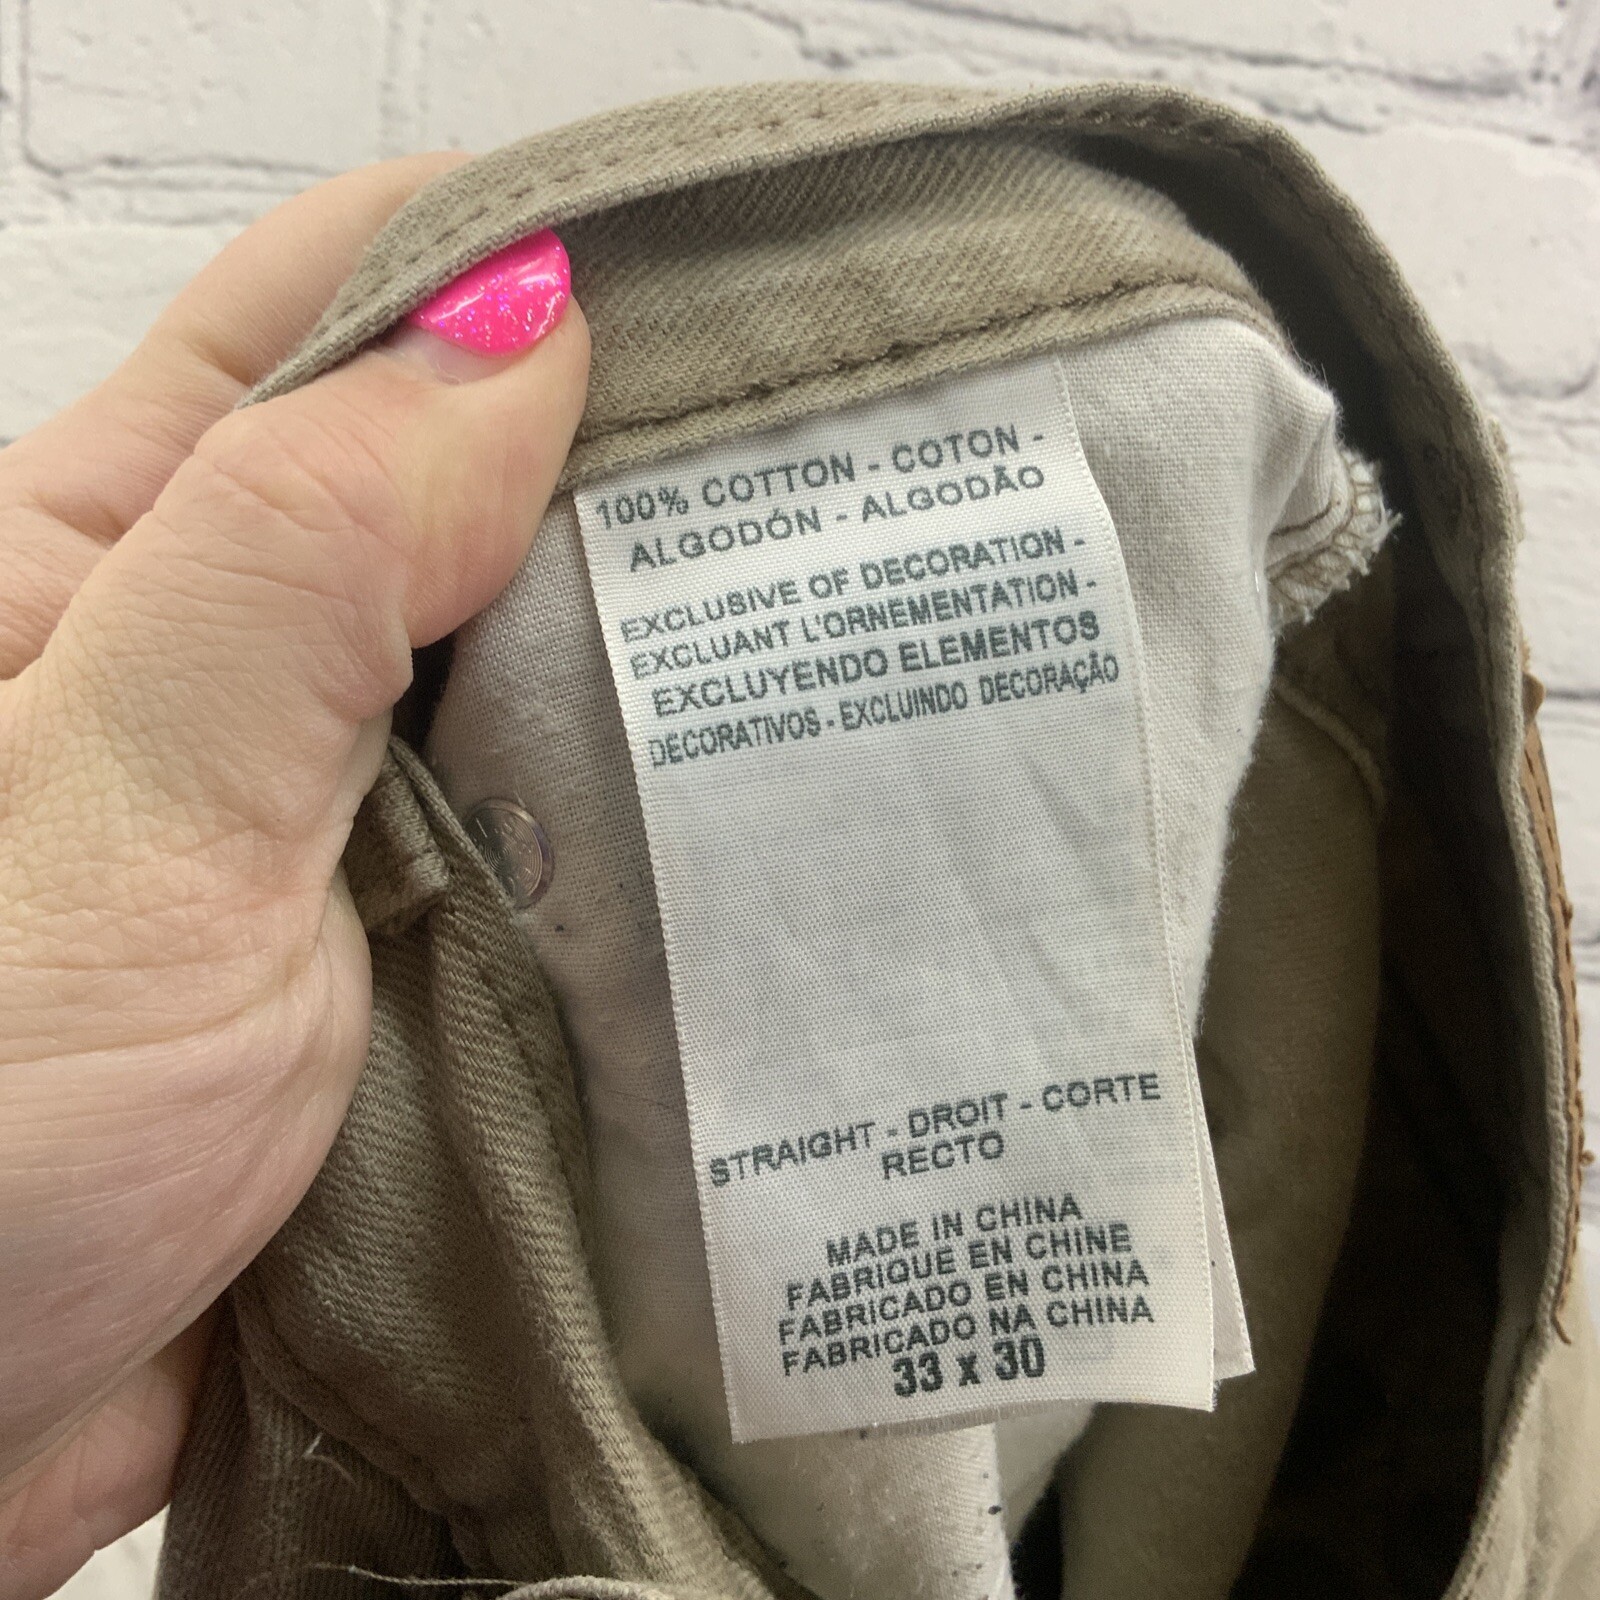 100% COTTON - COTON -
ALGODÓN - ALGODÃO
EXCLUSIVE OF DECORATION -
EXCLUANT L'ORNEMENTATION -
EXCLUYENDO ELEMENTOS
DECORATIVOS - EXCLUINDO DECORAÇÃO
STRAIGHT - DROIT - CORTE
RECTO
MADE IN CHINA
FABRIQUE EN CHINE
FABRICADO EN CHINA
FABRICADO NA CHINA
33 x 30